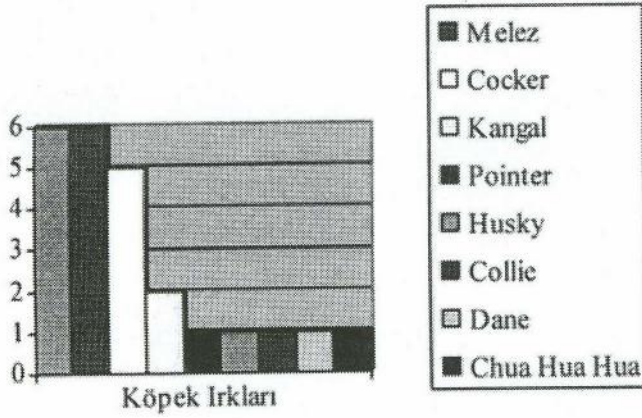 6
5
4
3
2
1
0
Köpek Irkları
Melez
Cocker
Kangal
Pointer
Husky
Collie
Dane
Chua Hua Hua